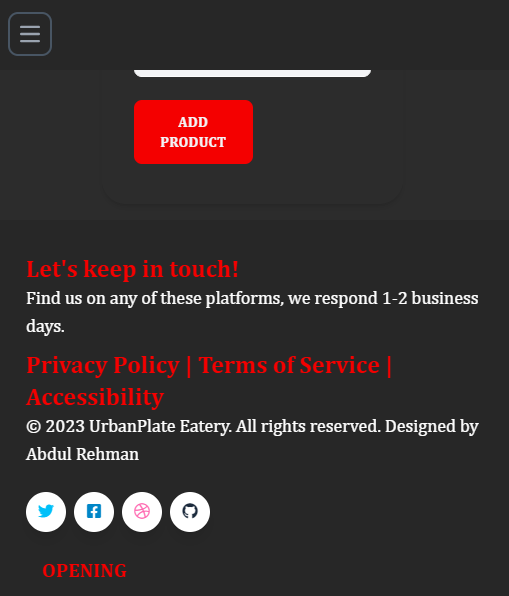 ADD
PRODUCT
Let's keep in touch!
Find us on any of these platforms, we respond 1-2 business
days.
Privacy Policy | Terms of Service |
Accessibility
© 2023 UrbanPlate Eatery. All rights reserved. Designed by
Abdul Rehman
OPENING